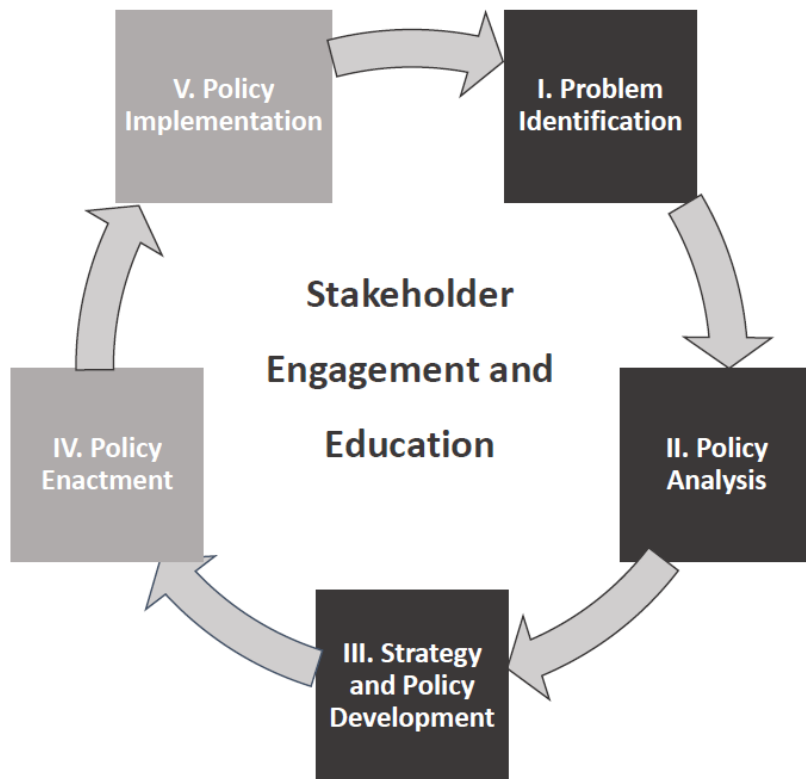 V. Policy
Implementation
I. Problem
Identification
Stakeholder
Engagement and
Education
IV. Policy
Enactment
II. Policy
Analysis
III. Strategy
and Policy
Development